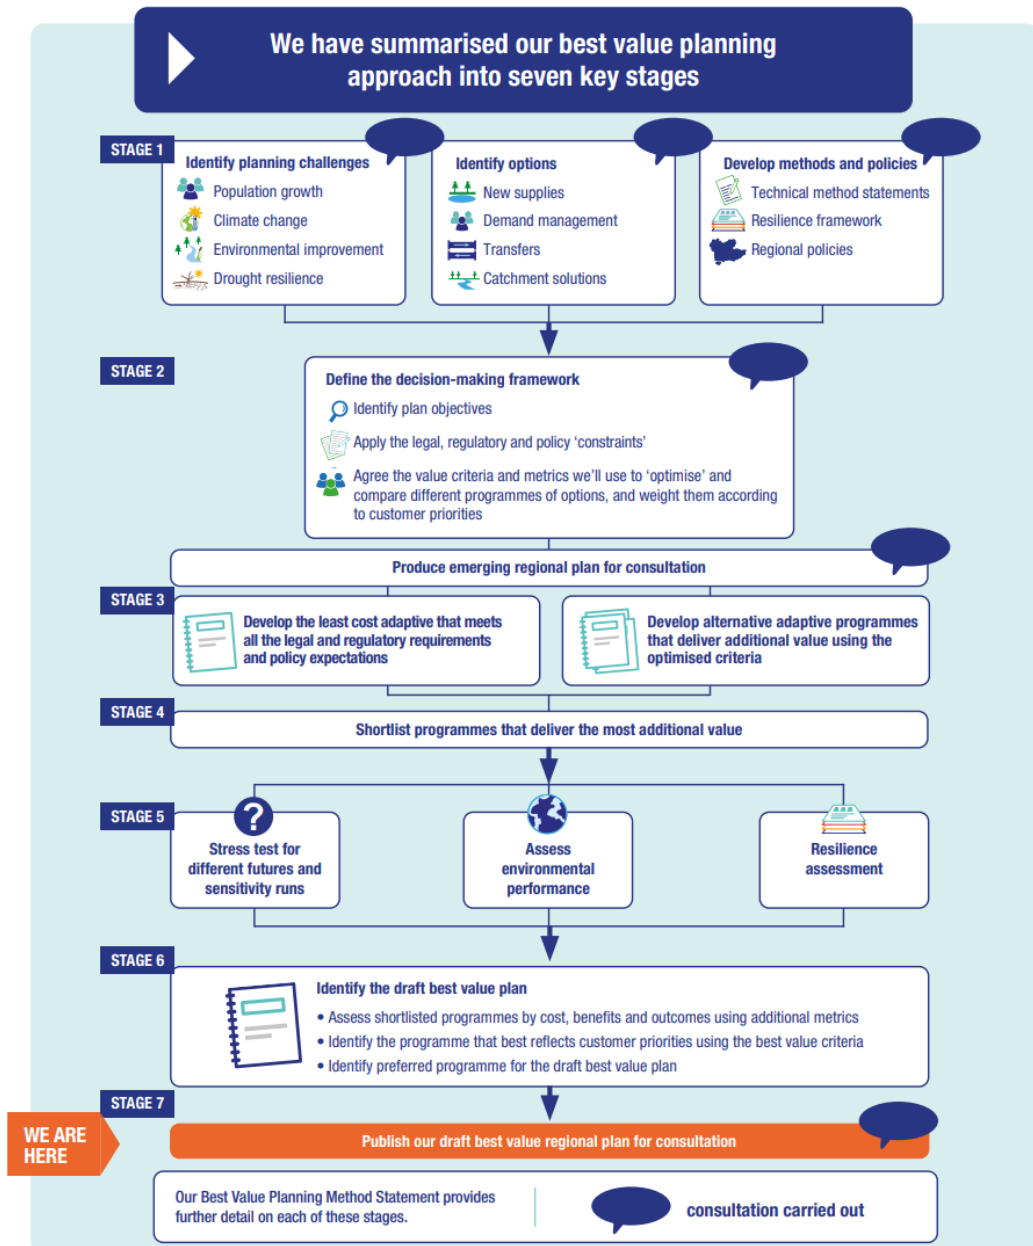 We have summarised our best value planning
approach into seven key stages
STAGE 1
Identify planning challenges
Population growth
Climate change
Environmental improvement
Drought resilience
Identify options
New supplies
Demand management
Transfers
Catchment solutions
Develop methods and policies
Technical method statements
Resilience framework
Regional policies
STAGE 2
Define the decision-making framework
Identify plan objectives
Apply the legal, regulatory and policy ‘constraints’
Agree the value criteria and metrics we’ll use to ‘optimise’ and
compare different programmes of options, and weight them according
to customer priorities
Produce emerging regional plan for consultation
STAGE 3
Develop the least cost adaptive that meets
all the legal and regulatory requirements
and policy expectations
Develop alternative adaptive programmes
that deliver additional value using the
optimised criteria
STAGE 4
Shortlist programmes that deliver the most additional value
STAGE 5
?
Stress test for
different futures and
sensitivity runs
Assess
environmental
performance
Resilience
assessment
STAGE 6
Identify the draft best value plan
• Assess shortlisted programmes by cost, benefits and outcomes using additional metrics
• Identify the programme that best reflects customer priorities using the best value criteria
• Identify preferred programme for the draft best value plan
STAGE 7
WE ARE
HERE
Publish our draft best value regional plan for consultation
Our Best Value Planning Method Statement provides
further detail on each of these stages.
consultation carried out